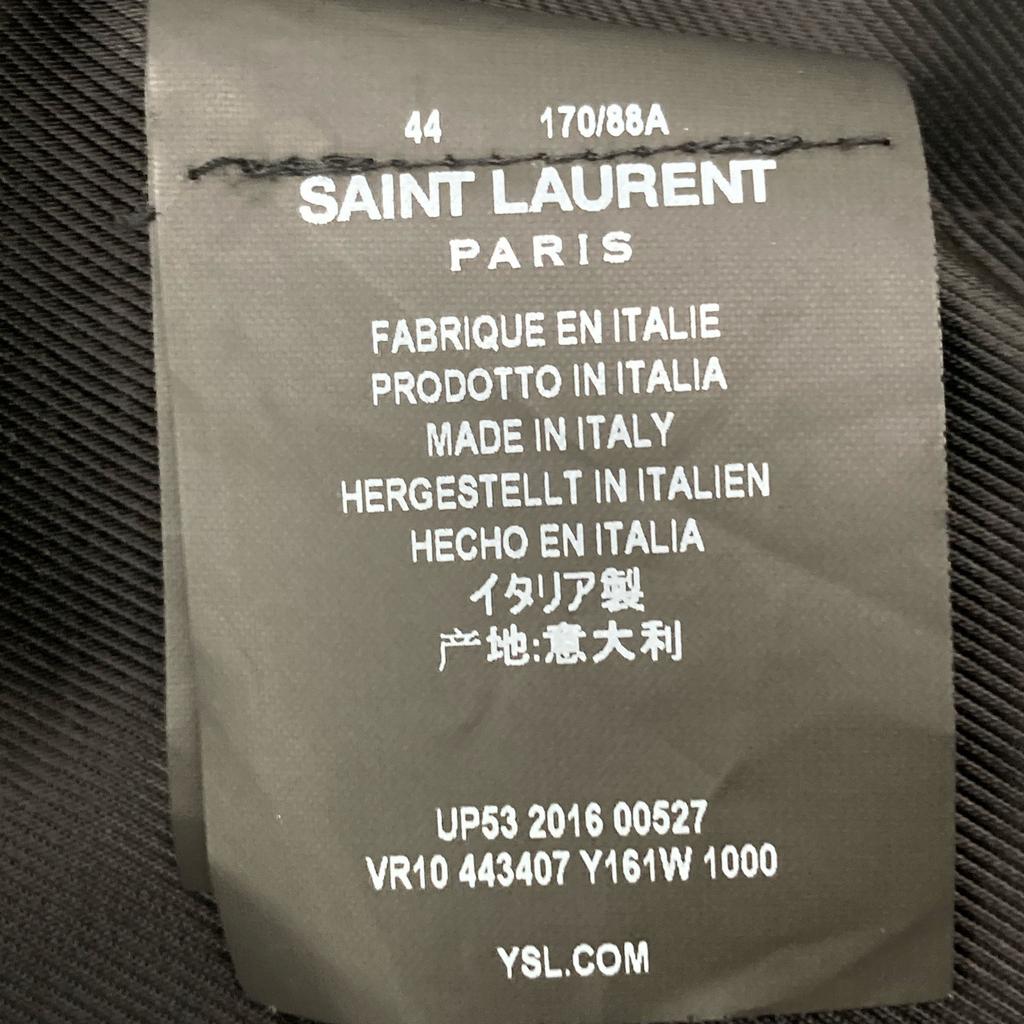 44 170/88A
SAINT LAURENT
PARIS
FABRIQUE EN ITALIE
PRODOTTO IN ITALIA
MADE IN ITALY
HERGESTELLT IN ITALIEN
HECHO EN ITALIA
イタリア製
产地:意大利
UP53 2016 00527
VR10 443407 Y161W 1000
YSL.COM